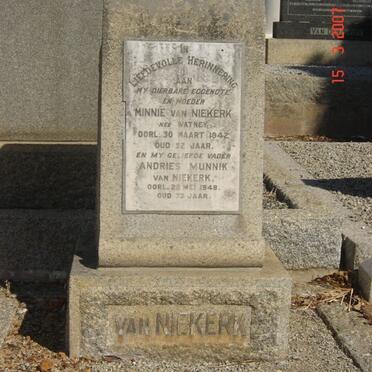 IN
LIEFDEVOLLE HERINNERING
AAN
MY DIERBARE EGGENOTE
EN MOEDER
MINNIE VAN NIEKERK
NEE WATNEY
OORL. 30 MAART 1942
OUD 52 JAAR.
EN MY GELIEFDE VADER
ANDRIES MUNNIK
VAN NIEKERK.
OORL. MEI 1948.
OUD JAAR.
VAN NIEKERK
VAN
15 3 2007